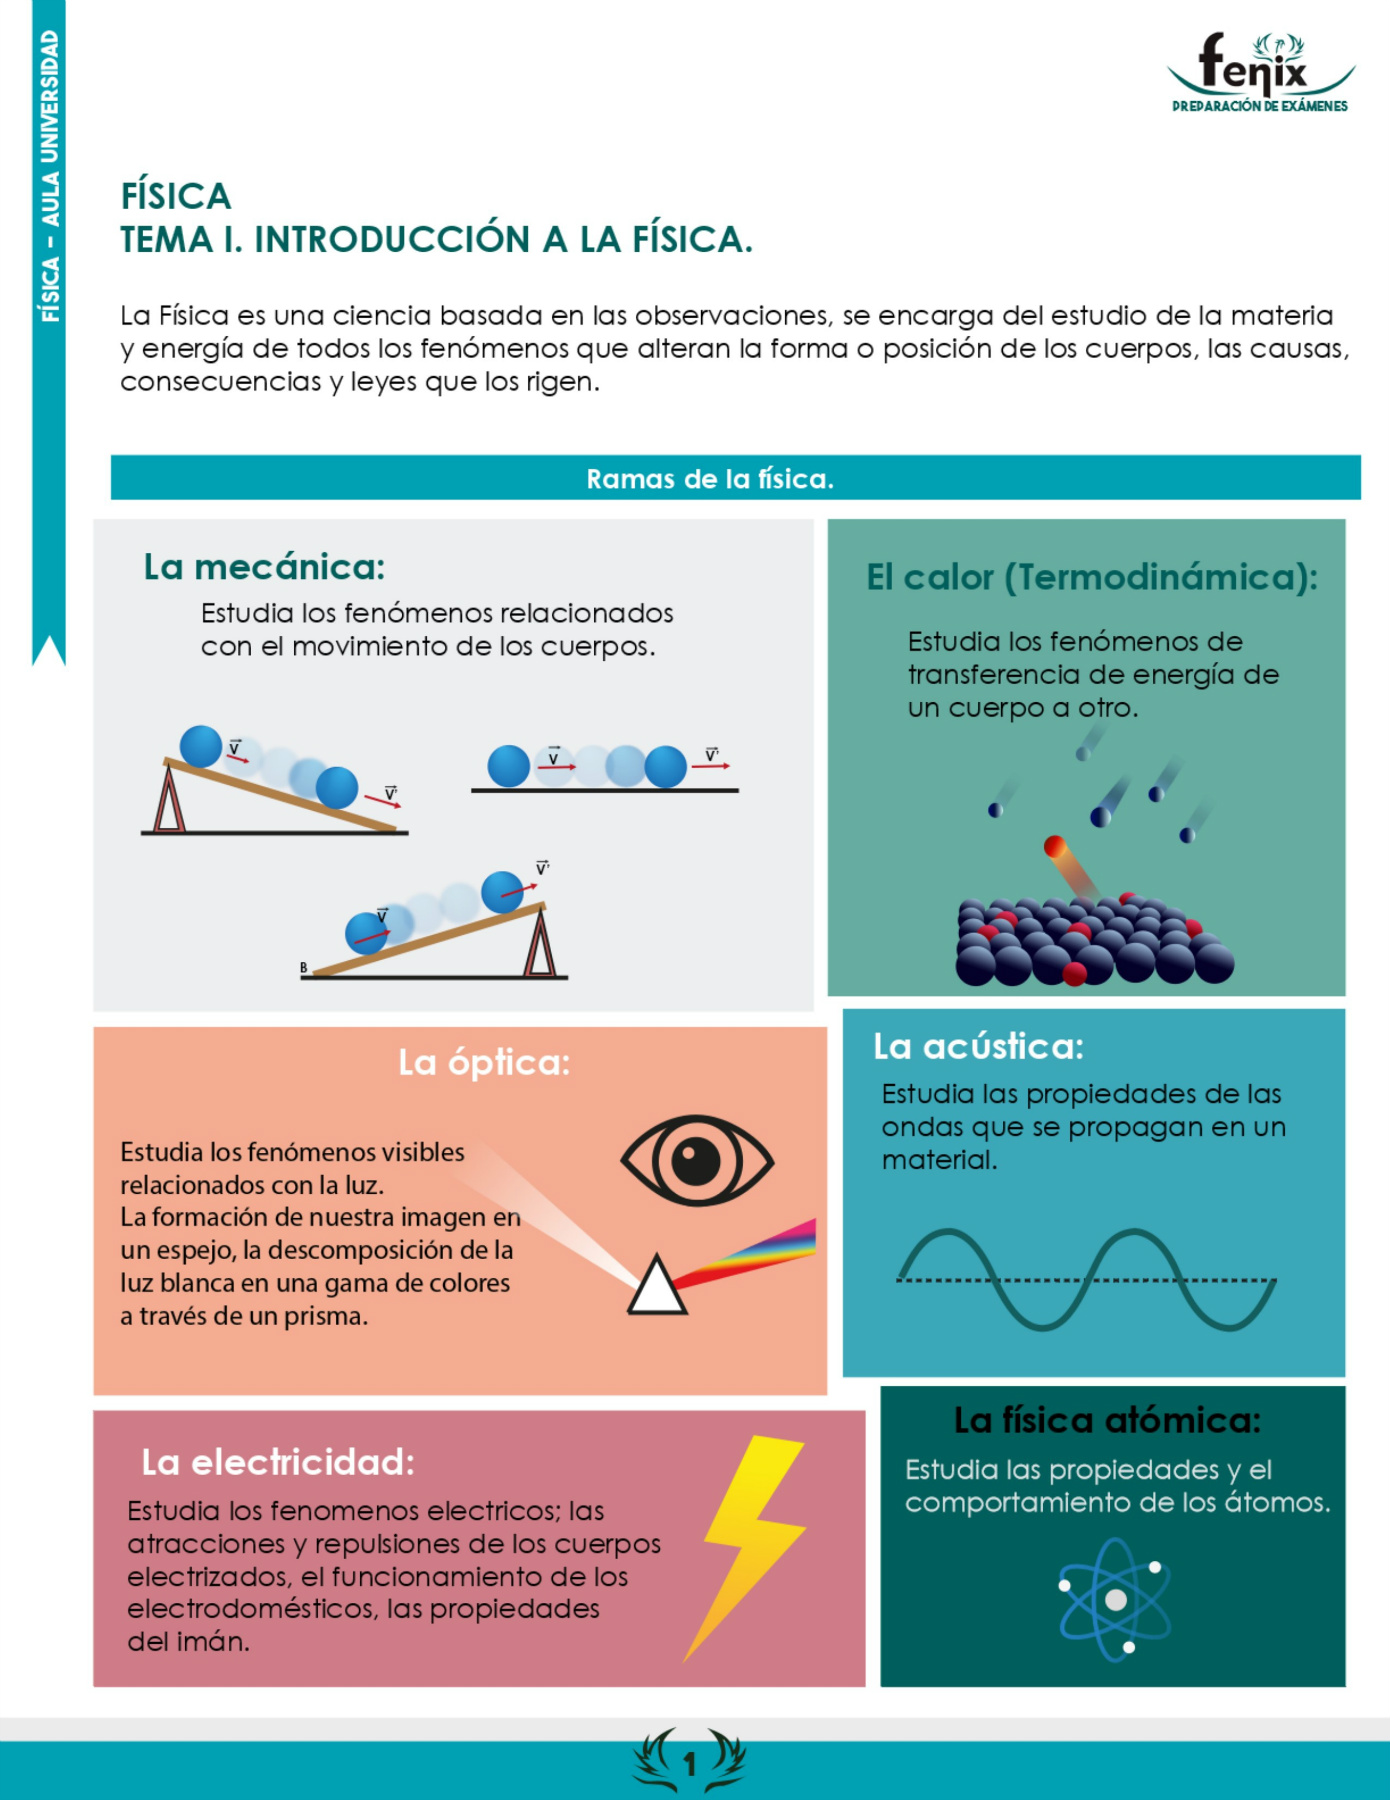 FÍSICA – AULA UNIVERSIDAD
fenix
PREPARACIÓN DE EXÁMENES
FÍSICA
TEMA I. INTRODUCCIÓN A LA FÍSICA.
La Física es una ciencia basada en las observaciones, se encarga del estudio de la materia
y energía de todos los fenómenos que alteran la forma o posición de los cuerpos, las causas,
consecuencias y leyes que los rigen.
Ramas de la física.
La mecánica:
Estudia los fenómenos relacionados
con el movimiento de los cuerpos.
V
V'
V
V'
V
V'
B
El calor (Termodinámica):
Estudia los fenómenos de
transferencia de energía de
un cuerpo a otro.
La óptica:
Estudia los fenómenos visibles
relacionados con la luz.
La formación de nuestra imagen en
un espejo, la descomposición de la
luz blanca en una gama de colores
a través de un prisma.
La acústica:
Estudia las propiedades de las
ondas que se propagan en un
material.
La electricidad:
Estudia los fenomenos electricos; las
atracciones y repulsiones de los cuerpos
electrizados, el funcionamiento de los
electrodomésticos, las propiedades
del imán.
La física atómica:
Estudia las propiedades y el
comportamiento de los átomos.
1